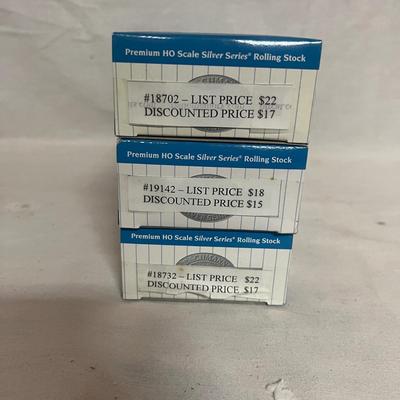 Premium HO Scale Silver Series® Rolling Stock
#18702 – LIST PRICE $22
DISCOUNTED PRICE $17
Premium HO Scale Silver Series® Rolling Stock
#19142 – LIST PRICE $18
DISCOUNTED PRICE $15
Premium HO Scale Silver Series® Rolling Stock
#18732 – LIST PRICE $22
DISCOUNTED PRICE $17